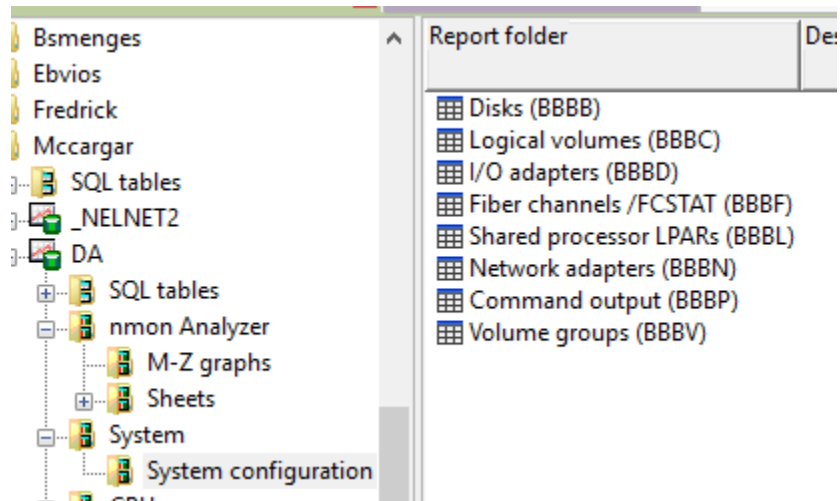 Bsmenges
Ebvios
Fredrick
Mccargar
SQL tables
_NELNET2
DA
SQL tables
nmon Analyzer
M-Z graphs
Sheets
System
System configuration
Report folder
Disks (BBBB)
Logical volumes (BBBC)
I/O adapters (BBBD)
Fiber channels /FCSTAT (BBBF)
Shared processor LPARs (BBBL)
Network adapters (BBBN)
Command output (BBBP)
Volume groups (BBBV)